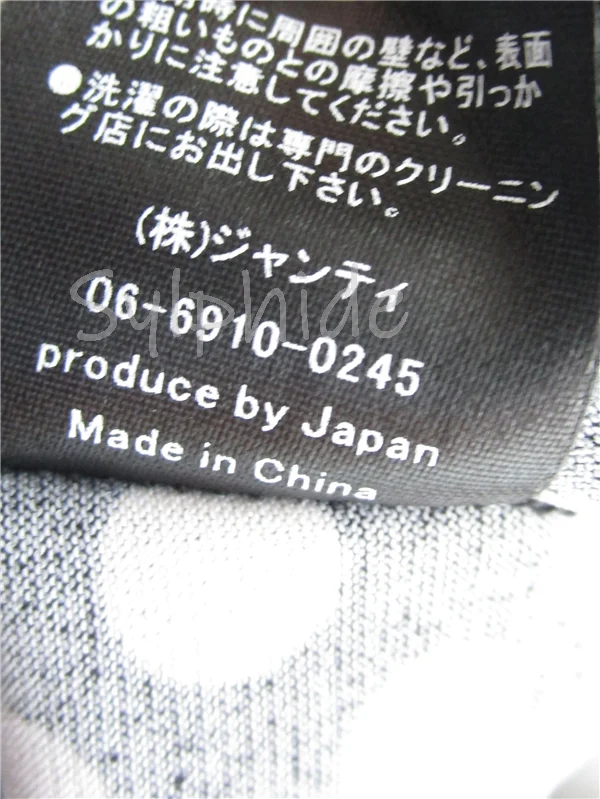 時に周囲の壁など、表面
の粗いものとの摩擦や引っか
かりに注意してください。
●洗濯の際は専門のクリーニン
グ店にお出し下さい。
(株)ジャンティ
Sylphide
06-6910-0245
produce by Japan
Made in China